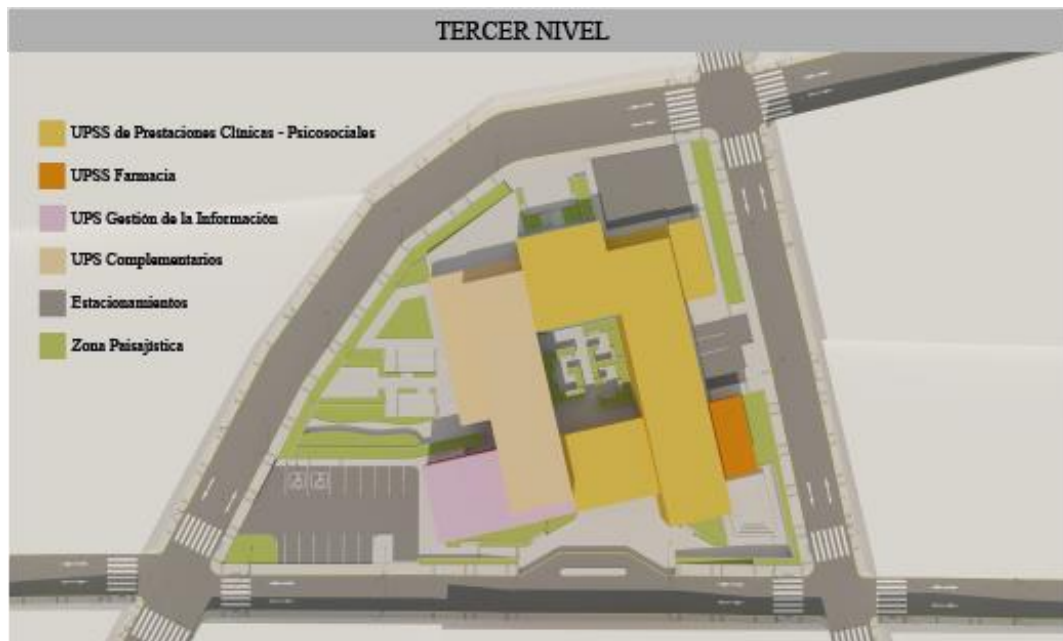 TERCER NIVEL
UPSS de Prestaciones Clínicas - Psicosociales
UPSS Farmacia
UPS Gestión de la Información
UPS Complementarios
Estacionamientos
Zona Paisajística